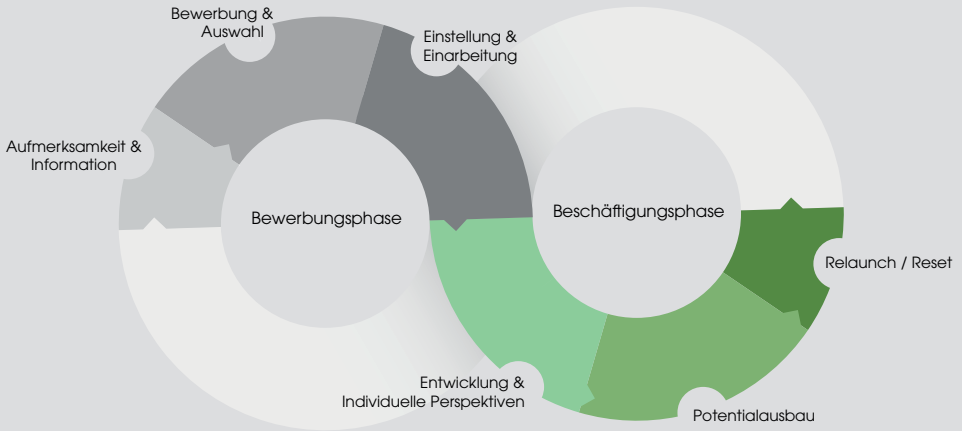 Bewerbung &
Auswahl
Einstellung &
Einarbeitung
Aufmerksamkeit &
Information
Bewerbungsphase
Beschäftigungsphase
Relaunch / Reset
Entwicklung &
Individuelle Perspektiven
Potentialausbau